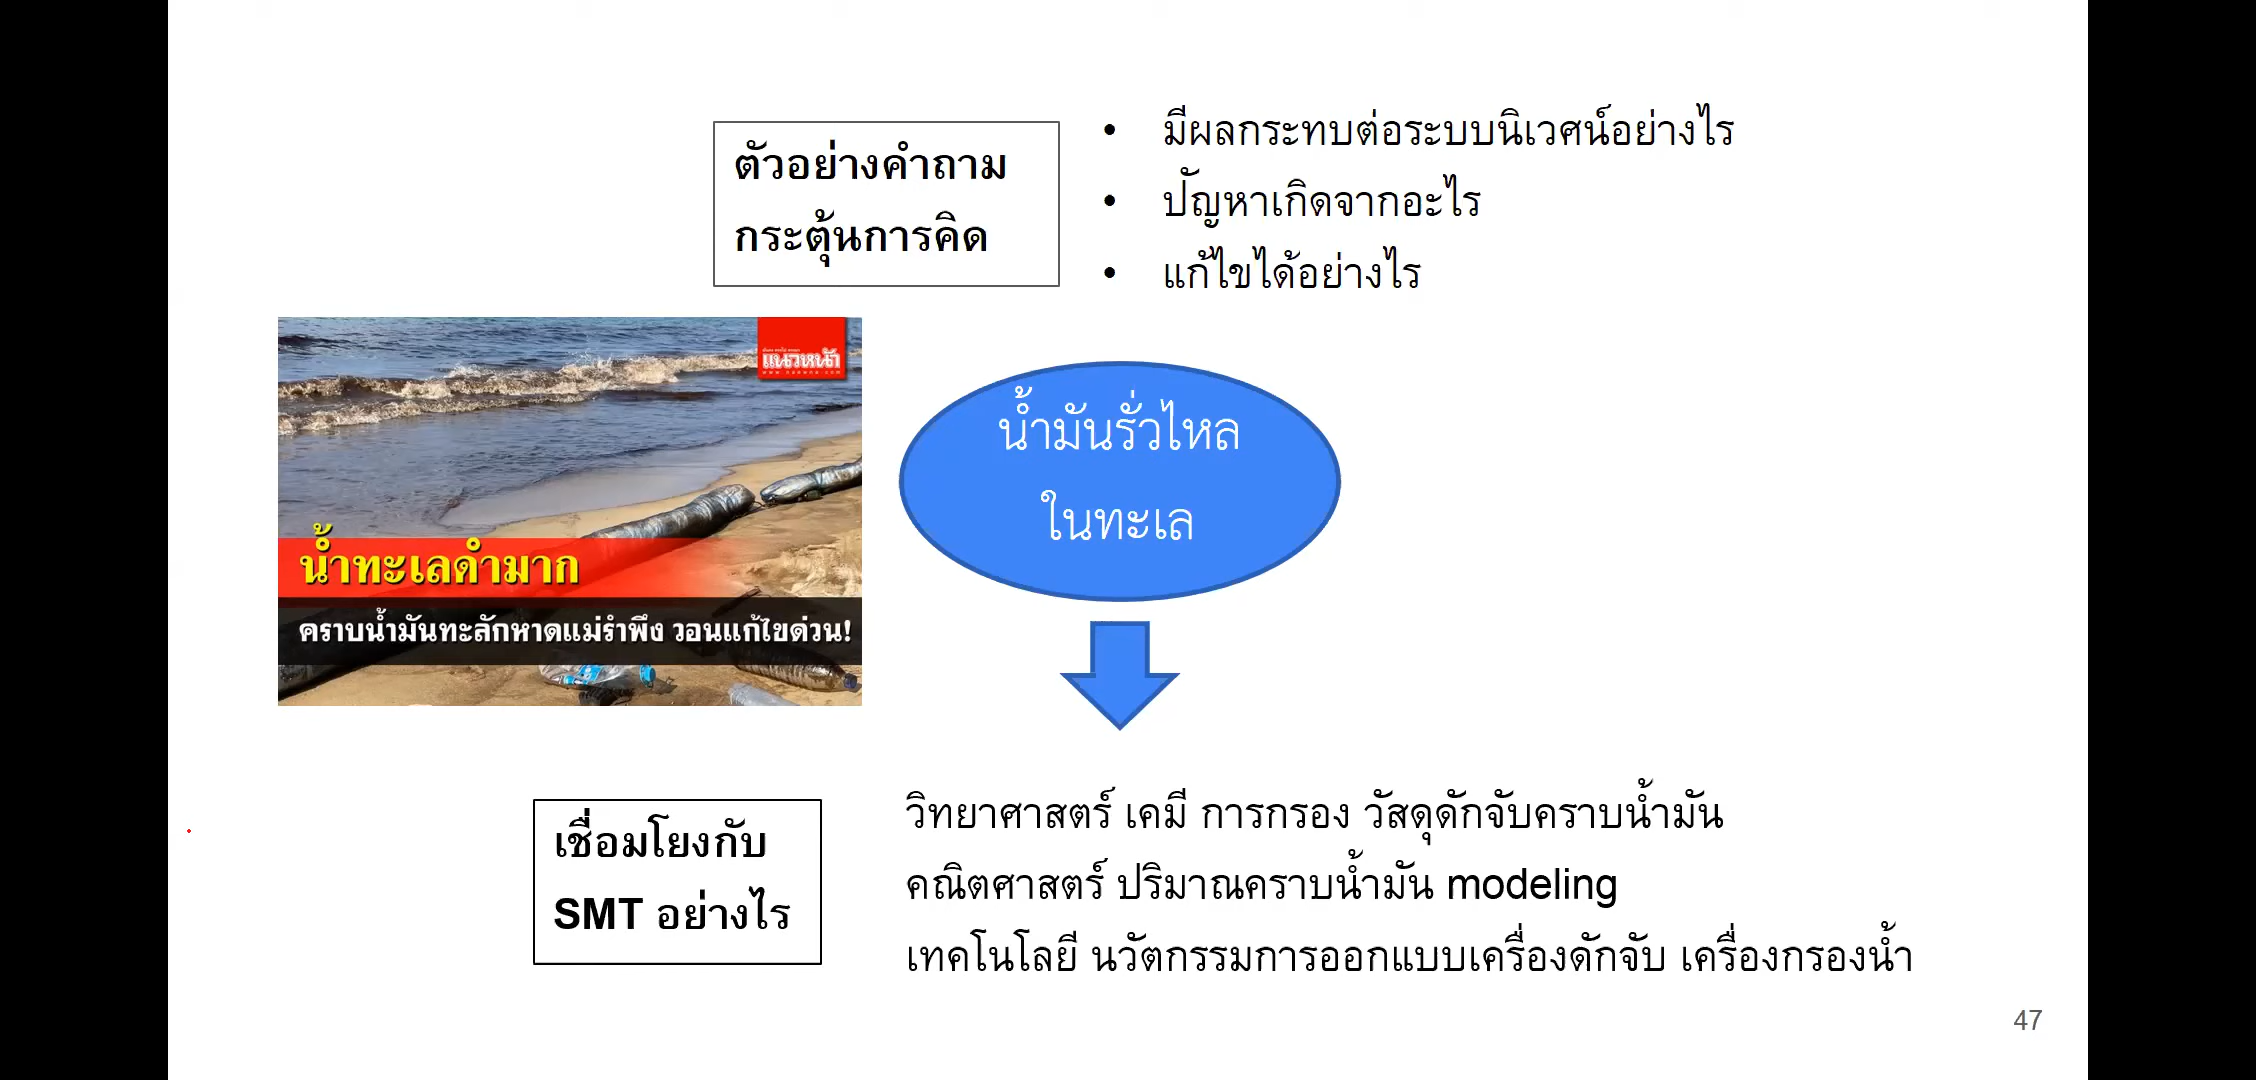 ตัวอย่างคำถาม
กระตุ้นการคิด
• มีผลกระทบต่อระบบนิเวศน์อย่างไร
• ปัญหาเกิดจากอะไร
• แก้ไขได้อย่างไร
แนวหน้า
www.naewna.com
น้ำทะเลดำมาก
คราบน้ำมันทะลักหาดแม่รำพึง วอนแก้ไขด่วน!
น้ำมันรั่วไหล
ในทะเล
เชื่อมโยงกับ
SMT อย่างไร
วิทยาศาสตร์ เคมี การกรอง วัสดุดักจับคราบน้ำมัน
คณิตศาสตร์ ปริมาณคราบน้ำมัน modeling
เทคโนโลยี นวัตกรรมการออกแบบเครื่องดักจับ เครื่องกรองน้ำ
47